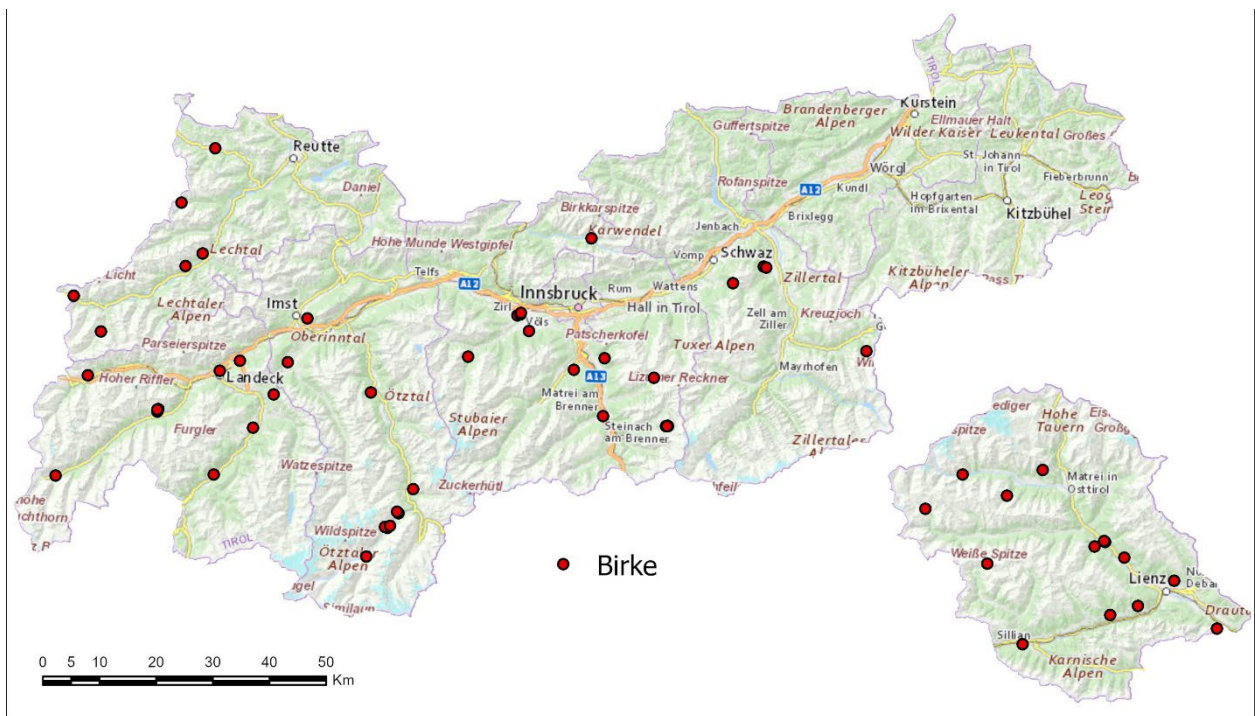 TIROL
Brandenberger
Alpen
Kufstein
Guffertspitze
Ellmauer Halt
Wilder Kaiser
Leukental
Großes
Reutte
St. Johann
in Tirol
Wörgl
Fieberbrunn
Rofanspitze
A12
Kundl
Daniel
Hopfgarten
im Brixental
Kitzbühel
Birkkarspitze
Karwendel
Jenbach
Brixlegg
Lechtal
Hohe Munde Westgipfel
Vomp
Schwaz
Licht
Telfs
Zillertal
Kitzbüheler
Alpen
A12
Innsbruck
Rum
Wattens
Lechtaler
Alpen
Imst
Zirl
Hall in Tirol
Völs
Zell am
Ziller
Kreuzjoch
Oberinntal
Patscherkofel
Tuxer Alpen
Parseierspitze
Mayrhofen
Hoher Riffler
Landeck
A13
Lizumer Reckner
Ötztal
Matrei am
Brenner
Stubaier
Alpen
Furgler
Steinach
am Brenner
Zillertaler
Hohe
Tauern
Watzespitze
Zuckerhütl
Matrei in
Osttirol
Wildspitze
TIROL
Ötztaler
Alpen
Birke
Weiße Spitze
Lienz
Similaun
Sillian
Karnische
Alpen
0 5 10 20 30 40 50
Km